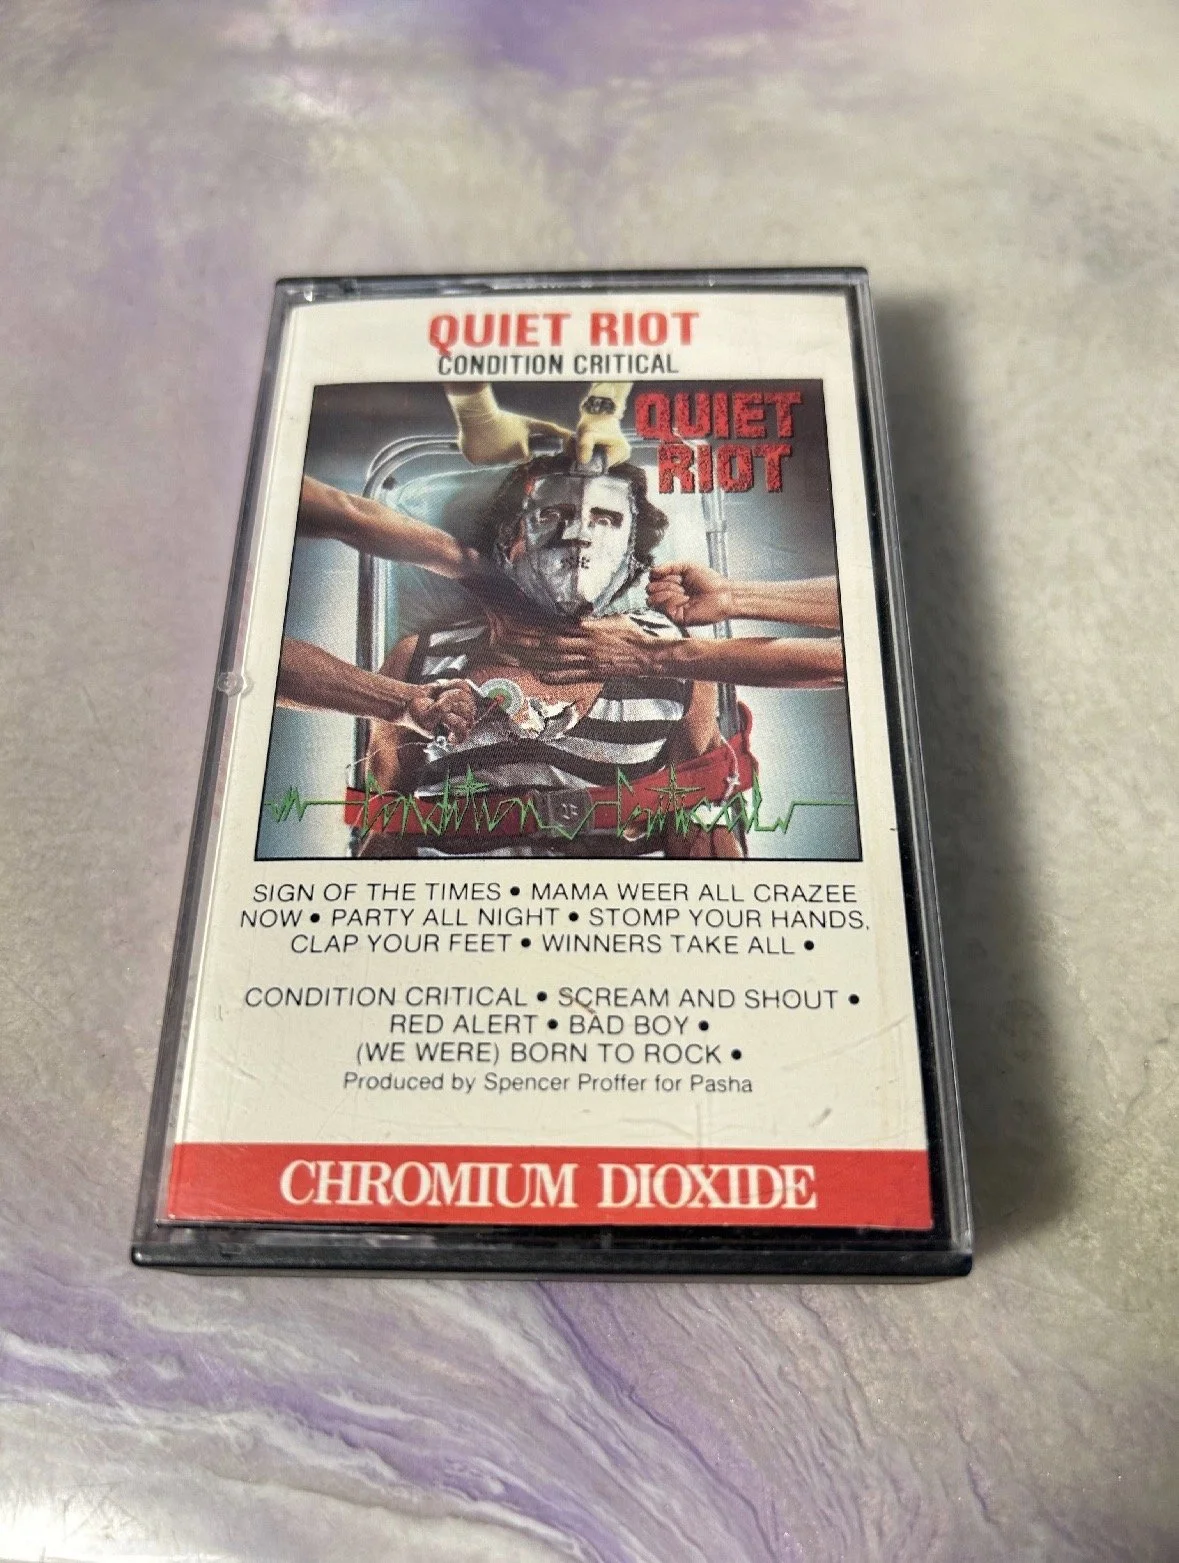 QUIET RIOT
CONDITION CRITICAL
QUIET
RIOT
Condition Critical
SIGN OF THE TIMES • MAMA WEER ALL CRAZEE
NOW • PARTY ALL NIGHT • STOMP YOUR HANDS,
CLAP YOUR FEET • WINNERS TAKE ALL •
CONDITION CRITICAL • SCREAM AND SHOUT •
RED ALERT • BAD BOY •
(WE WERE) BORN TO ROCK •
Produced by Spencer Proffer for Pasha
CHROMIUM DIOXIDE